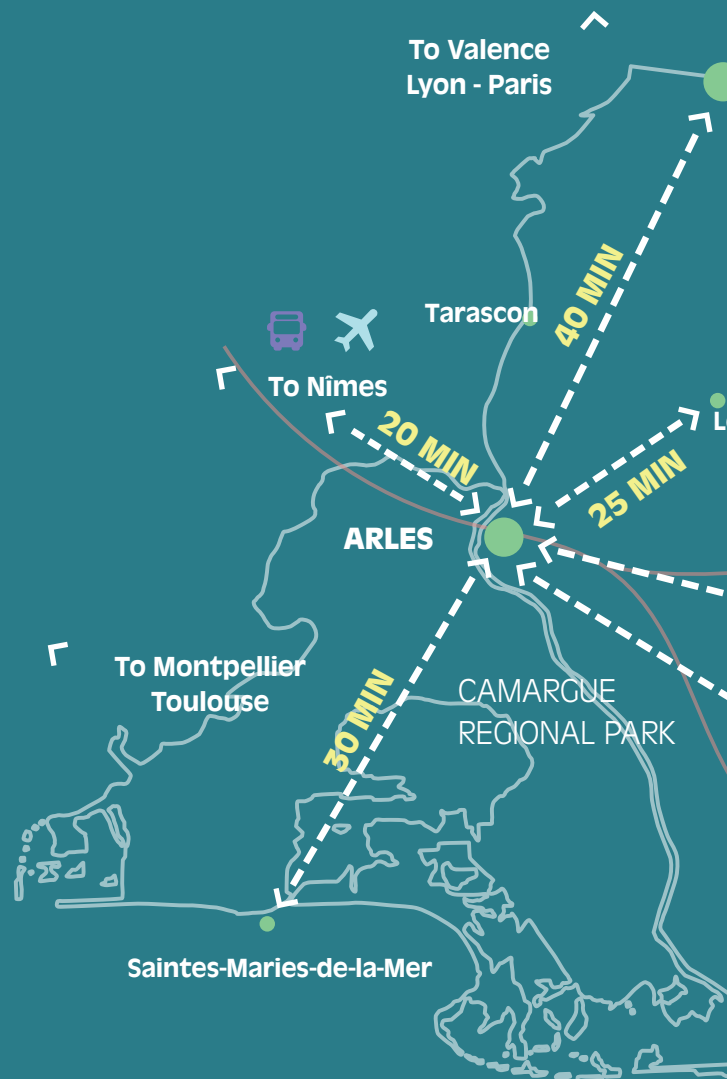 To Valence
Lyon - Paris
40 MIN
Tarascon
To Nîmes
20 MIN
25 MIN
ARLES
To Montpellier
Toulouse
30 MIN
CAMARGUE
REGIONAL PARK
Saintes-Maries-de-la-Mer